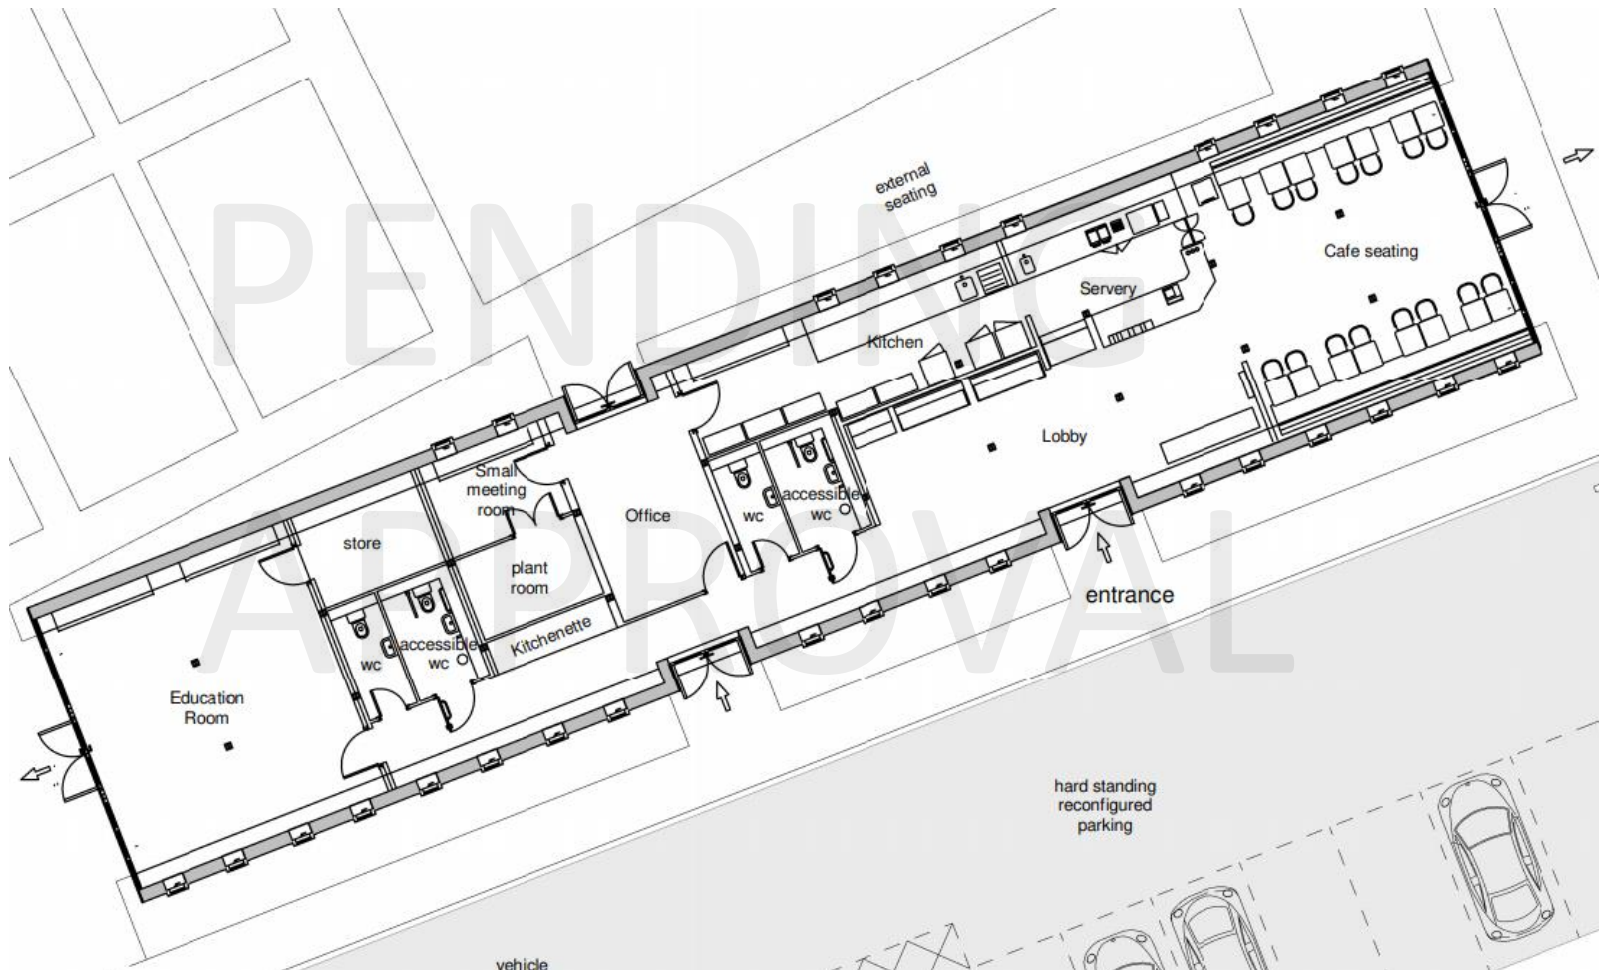 PENDING
APPROVAL
external
seating
Cafe seating
Servery
Kitchen
Lobby
Small
meeting
room
Office
accessible
wc
wc
store
plant
room
Kitchenette
accessible
wc
wc
Education
Room
entrance
hard standing
reconfigured
parking
vehicle